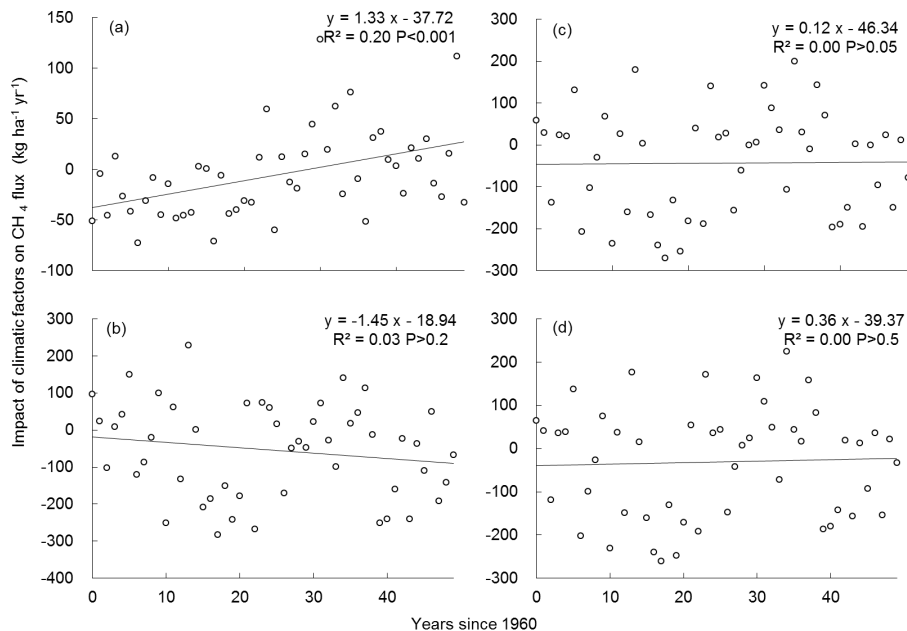 Impact of climatic factors on CH₄ flux (kg ha⁻¹ yr⁻¹)
(a)
y = 1.33 x - 37.72
R² = 0.20 P<0.001
150
100
50
0
-50
-100
(c)
y = 0.12 x - 46.34
R² = 0.00 P>0.05
300
200
100
0
-100
-200
-300
(b)
y = -1.45 x - 18.94
R² = 0.03 P>0.2
300
200
100
0
-100
-200
-300
-400
0
10
20
30
40
50
(d)
y = 0.36 x - 39.37
R² = 0.00 P>0.5
300
200
100
0
-100
-200
-300
0
10
20
30
40
50
Years since 1960